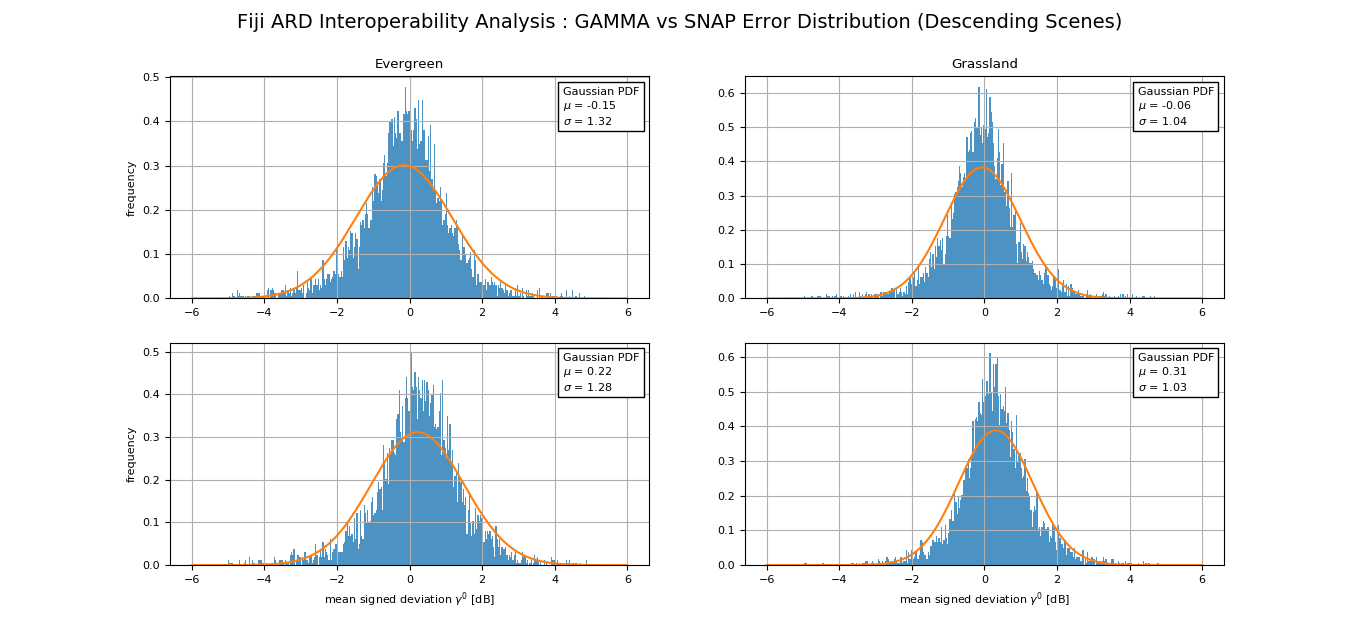 Fiji ARD Interoperability Analysis : GAMMA vs SNAP Error Distribution (Descending Scenes)
Evergreen
frequency
0.5
0.4
0.3
0.2
0.1
0.0
−6 −4 −2 0 2 4 6
Gaussian PDF
μ = -0.15
σ = 1.32
Grassland
0.6
0.5
0.4
0.3
0.2
0.1
0.0
−6 −4 −2 0 2 4 6
Gaussian PDF
μ = -0.06
σ = 1.04
frequency
0.5
0.4
0.3
0.2
0.1
0.0
−6 −4 −2 0 2 4 6
mean signed deviation γ⁰ [dB]
Gaussian PDF
μ = 0.22
σ = 1.28
0.6
0.5
0.4
0.3
0.2
0.1
0.0
−6 −4 −2 0 2 4 6
mean signed deviation γ⁰ [dB]
Gaussian PDF
μ = 0.31
σ = 1.03